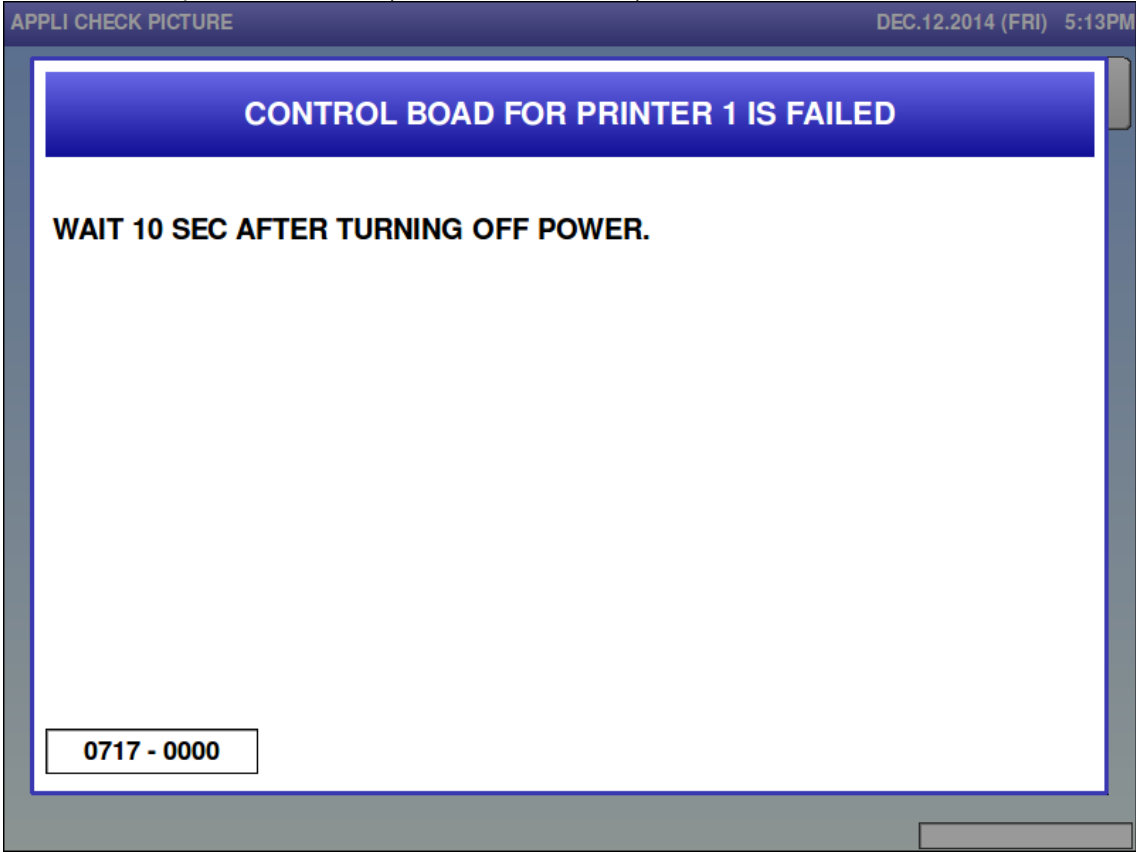 APPLI CHECK PICTURE DEC.12.2014 (FRI) 5:13PM
CONTROL BOAD FOR PRINTER 1 IS FAILED
WAIT 10 SEC AFTER TURNING OFF POWER.
0717 - 0000